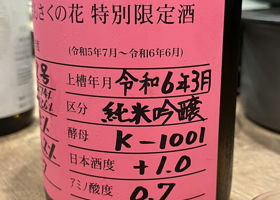 さくの花 特別限定酒
(令和5年7月～令和6年6月)
上槽年月 令和6年3月
区分 純米吟醸
酵母 K-1001
日本酒度 +1.0
アミノ酸度 0.7